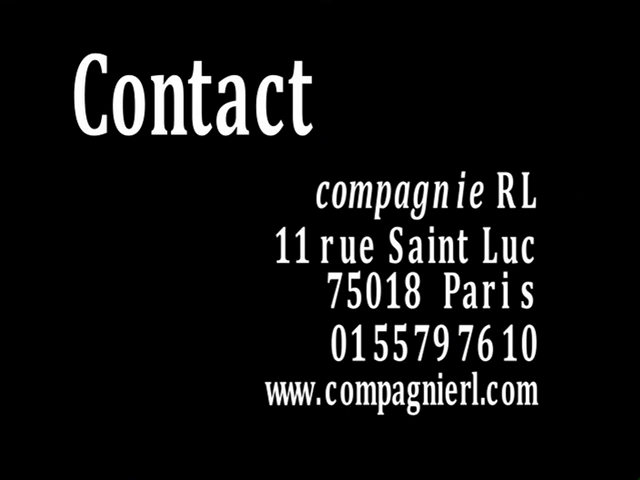 Contact
compagnie RL
11 rue Saint Luc
75018 Paris
0155797610
www.compagnierl.com